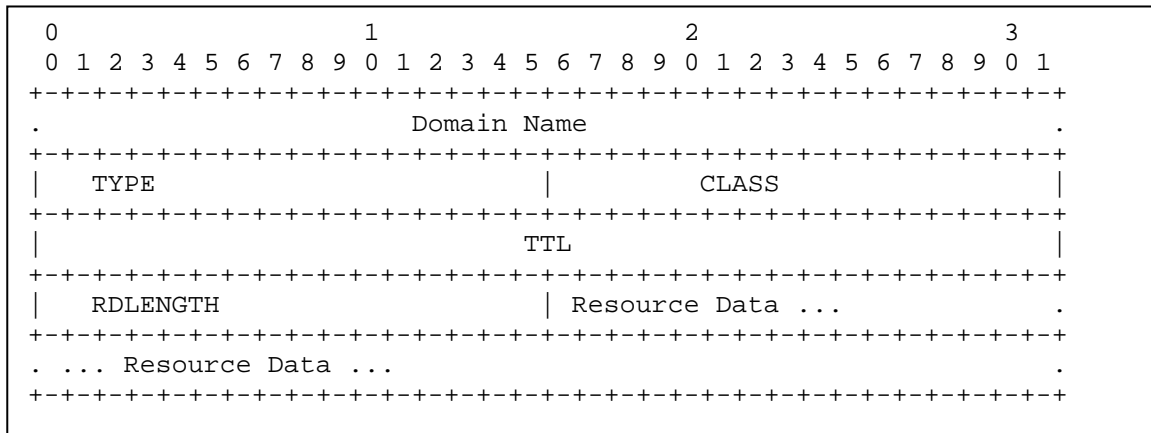 0                   1                   2                   3
0 1 2 3 4 5 6 7 8 9 0 1 2 3 4 5 6 7 8 9 0 1 2 3 4 5 6 7 8 9 0 1
+-+-+-+-+-+-+-+-+-+-+-+-+-+-+-+-+-+-+-+-+-+-+-+-+-+-+-+-+-+-+-+-+
.                       Domain Name                             .
+-+-+-+-+-+-+-+-+-+-+-+-+-+-+-+-+-+-+-+-+-+-+-+-+-+-+-+-+-+-+-+-+
|   TYPE                        |         CLASS                 |
+-+-+-+-+-+-+-+-+-+-+-+-+-+-+-+-+-+-+-+-+-+-+-+-+-+-+-+-+-+-+-+-+
|                              TTL                              |
+-+-+-+-+-+-+-+-+-+-+-+-+-+-+-+-+-+-+-+-+-+-+-+-+-+-+-+-+-+-+-+-+
|   RDLENGTH                    | Resource Data ...             .
+-+-+-+-+-+-+-+-+-+-+-+-+-+-+-+-+-+-+-+-+-+-+-+-+-+-+-+-+-+-+-+-+
. ... Resource Data ...                                         .
+-+-+-+-+-+-+-+-+-+-+-+-+-+-+-+-+-+-+-+-+-+-+-+-+-+-+-+-+-+-+-+-+